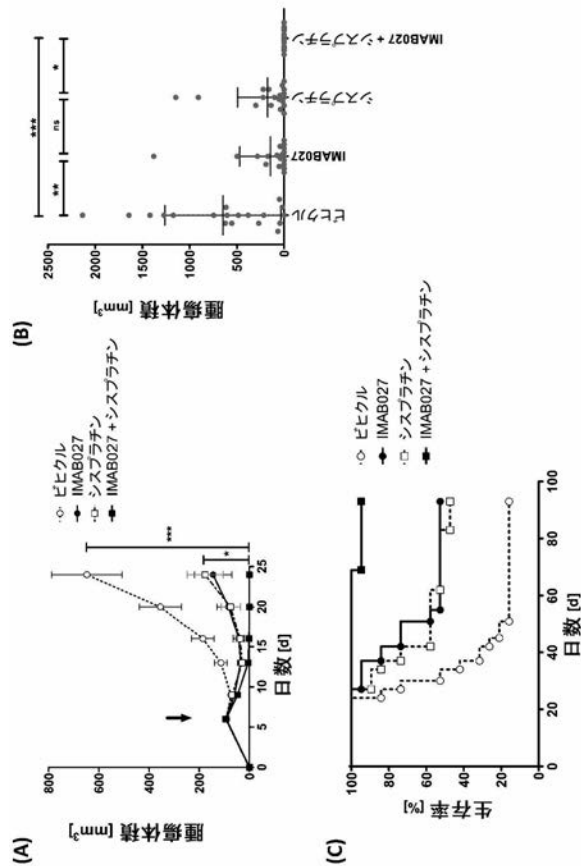 (A)
腫瘍体積 [mm³]
800
600
400
200
0
0
5
10
15
20
25
日数 [d]
***
*
ビヒクル
IMAB027
シスプラチン
IMAB027 + シスプラチン
(B)
腫瘍体積 [mm³]
2500
2000
1500
1000
500
0
***
**
ns
*
ビヒクル
IMAB027
シスプラチン
IMAB027 + シスプラチン
(C)
生存率 [%]
100
80
60
40
20
0
0
20
40
60
80
100
日数 [d]
ビヒクル
IMAB027
シスプラチン
IMAB027 + シスプラチン